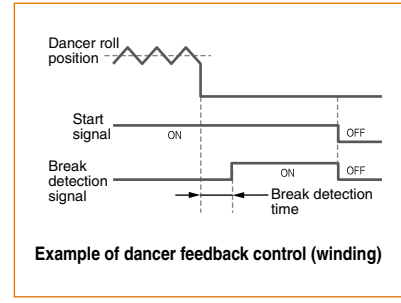 Dancer roll
position
Start
signal
ON
OFF
Break
detection
signal
ON
OFF
Break detection
time
Example of dancer feedback control (winding)